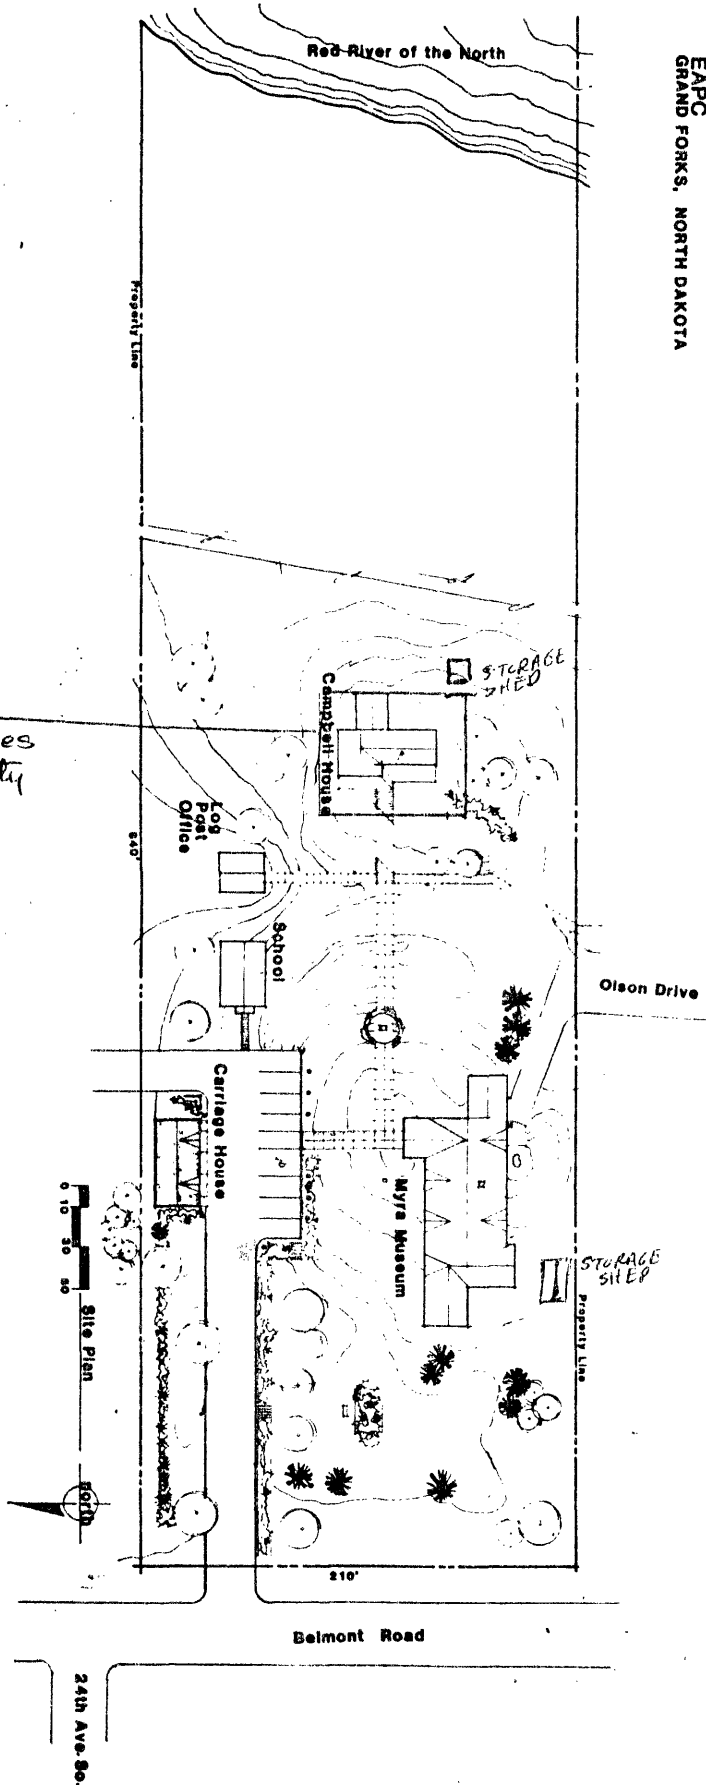 EAPC
GRAND FORKS, NORTH DAKOTA
Red River of the North
Property Line
STORAGE
SHED
Campbell House
es
ty
Log
Post
Office
640'
School
Olson Drive
Carriage House
Myra Museum
STORAGE
SHED
0 10 30 50
Site Plan
north
Property Line
210'
Belmont Road
24th Ave. So.